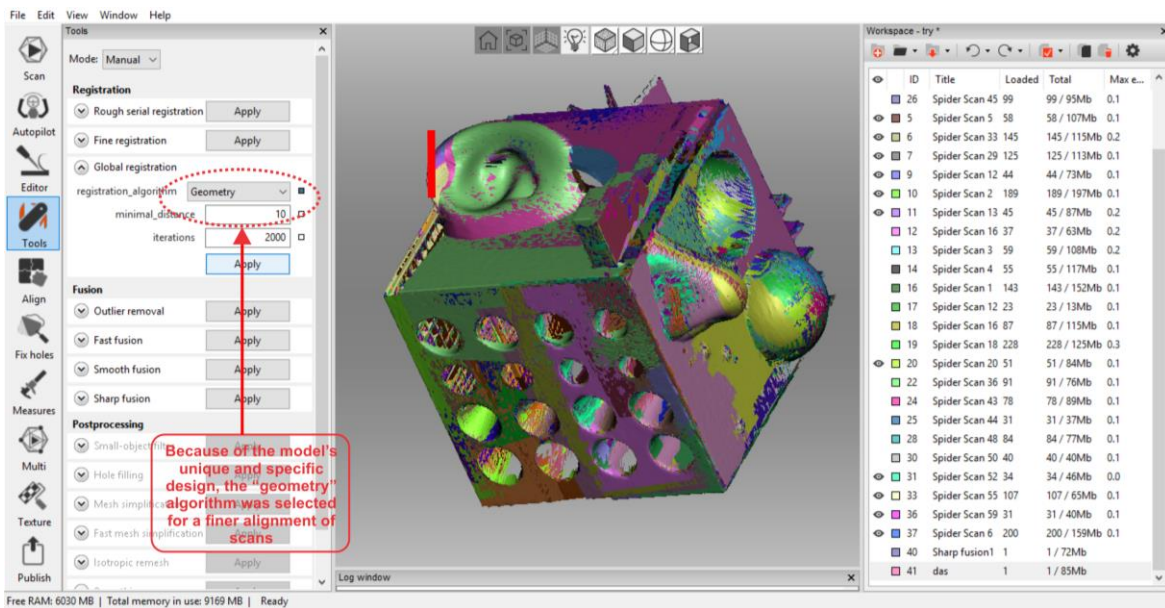 File Edit View Window Help
Tools ×
Workspace - try * ×
Mode: Manual
Scan
Registration
Rough serial registration Apply
Autopilot
Fine registration Apply
Global registration
Editor
registration_algorithm Geometry
minimal_distance 10
Tools
iterations 2000
Apply
Align
Fusion
Outlier removal Apply
Fix holes
Fast fusion Apply
Smooth fusion Apply
Measures
Sharp fusion Apply
Postprocessing
Multi
Small-object filter Apply
Hole filling
Texture
Mesh simplification
Fast mesh simplification
Publish
Isotropic remesh Apply
Because of the model's
unique and specific
design, the “geometry”
algorithm was selected
for a finer alignment of
scans
Log window ×
ID Title Loaded Total Max e...
26 Spider Scan 45 99 99 / 95Mb 0.1
5 Spider Scan 5 58 58 / 107Mb 0.1
6 Spider Scan 33 145 145 / 115Mb 0.2
7 Spider Scan 29 125 125 / 113Mb 0.1
9 Spider Scan 12 44 44 / 73Mb 0.1
10 Spider Scan 2 189 189 / 197Mb 0.1
11 Spider Scan 13 45 45 / 87Mb 0.2
12 Spider Scan 16 37 37 / 63Mb 0.2
13 Spider Scan 3 59 59 / 108Mb 0.2
14 Spider Scan 4 55 55 / 117Mb 0.1
16 Spider Scan 1 143 143 / 152Mb 0.1
17 Spider Scan 12 23 23 / 13Mb 0.1
18 Spider Scan 16 87 87 / 115Mb 0.1
19 Spider Scan 18 228 228 / 125Mb 0.3
20 Spider Scan 20 51 51 / 84Mb 0.1
22 Spider Scan 36 91 91 / 76Mb 0.1
24 Spider Scan 43 78 78 / 89Mb 0.1
25 Spider Scan 44 31 31 / 37Mb 0.1
28 Spider Scan 48 84 84 / 77Mb 0.1
30 Spider Scan 50 40 40 / 40Mb 0.1
31 Spider Scan 52 34 34 / 46Mb 0.0
33 Spider Scan 55 107 107 / 65Mb 0.1
36 Spider Scan 59 31 31 / 40Mb 0.1
37 Spider Scan 6 200 200 / 159Mb 0.1
40 Sharp fusion1 1 1 / 72Mb
41 das 1 1 / 85Mb
Free RAM: 6030 MB | Total memory in use: 9169 MB | Ready